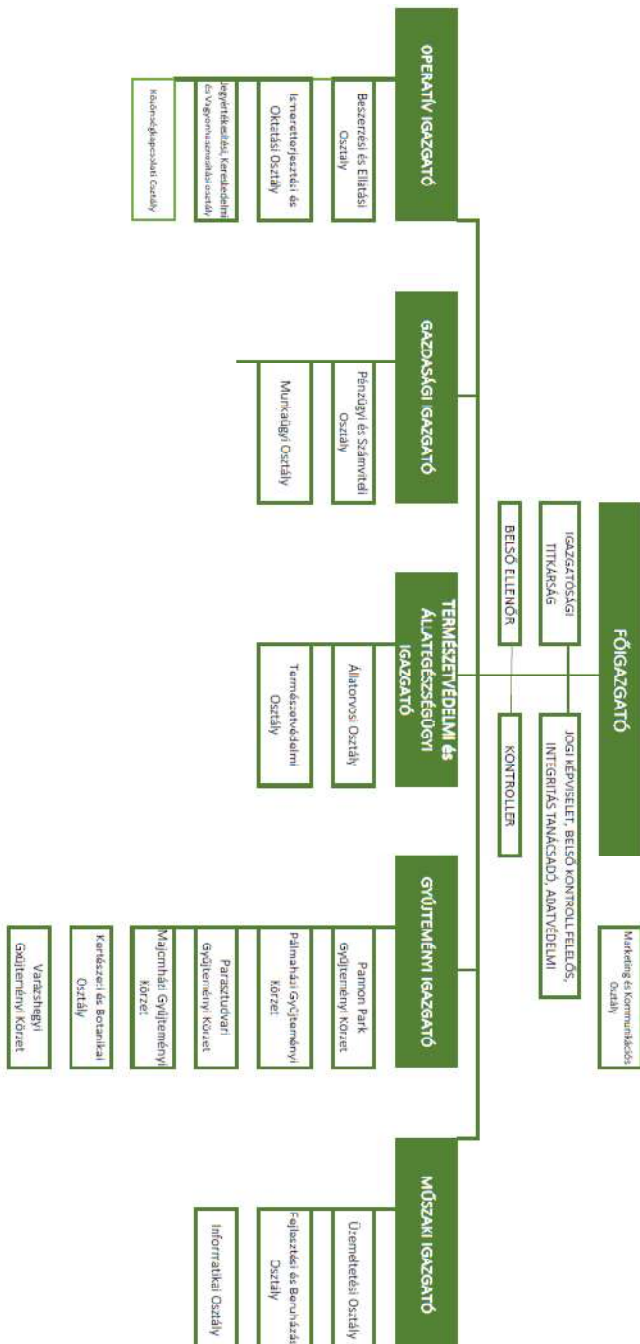 FŐIGAZGATÓ
Marketing és Kommunikációs
Osztály
IGAZGATÓSÁGI
TITKÁRSÁG
JOGI KÉPVISELET, BELSŐ KONTROLL FELELŐS,
INTEGRITÁS TANÁCSADÓ, ADATVÉDELMI
BELSŐ ELLENŐR
KONTROLLER
OPERATÍV IGAZGATÓ
Beszerzési és Ellátási
Osztály
Ismeretterjesztési és
Oktatási Osztály
Jegyértékesítési, Kereskedelmi
és Vagyonhasznosítási osztály
Közönségkapcsolati Osztály
GAZDASÁGI IGAZGATÓ
Pénzügyi és Számviteli
Osztály
Munkaügyi Osztály
TERMÉSZETVÉDELMI és
ÁLLATEGÉSZSÉGÜGYI
IGAZGATÓ
Állatorvosi Osztály
Természetvédelmi
Osztály
GYŰJTEMÉNYI IGAZGATÓ
Pannon Park
Gyűjteményi Körzet
Pálmaházi Gyűjteményi
Körzet
Parasztudvari
Gyűjteményi Körzet
Majomházi Gyűjteményi
Körzet
Kertészeti és Botanikai
Osztály
Varázshegyi
Gyűjteményi Körzet
MŰSZAKI IGAZGATÓ
Üzemeltetési Osztály
Fejlesztési és Beruházás
Osztály
Informatikai Osztály